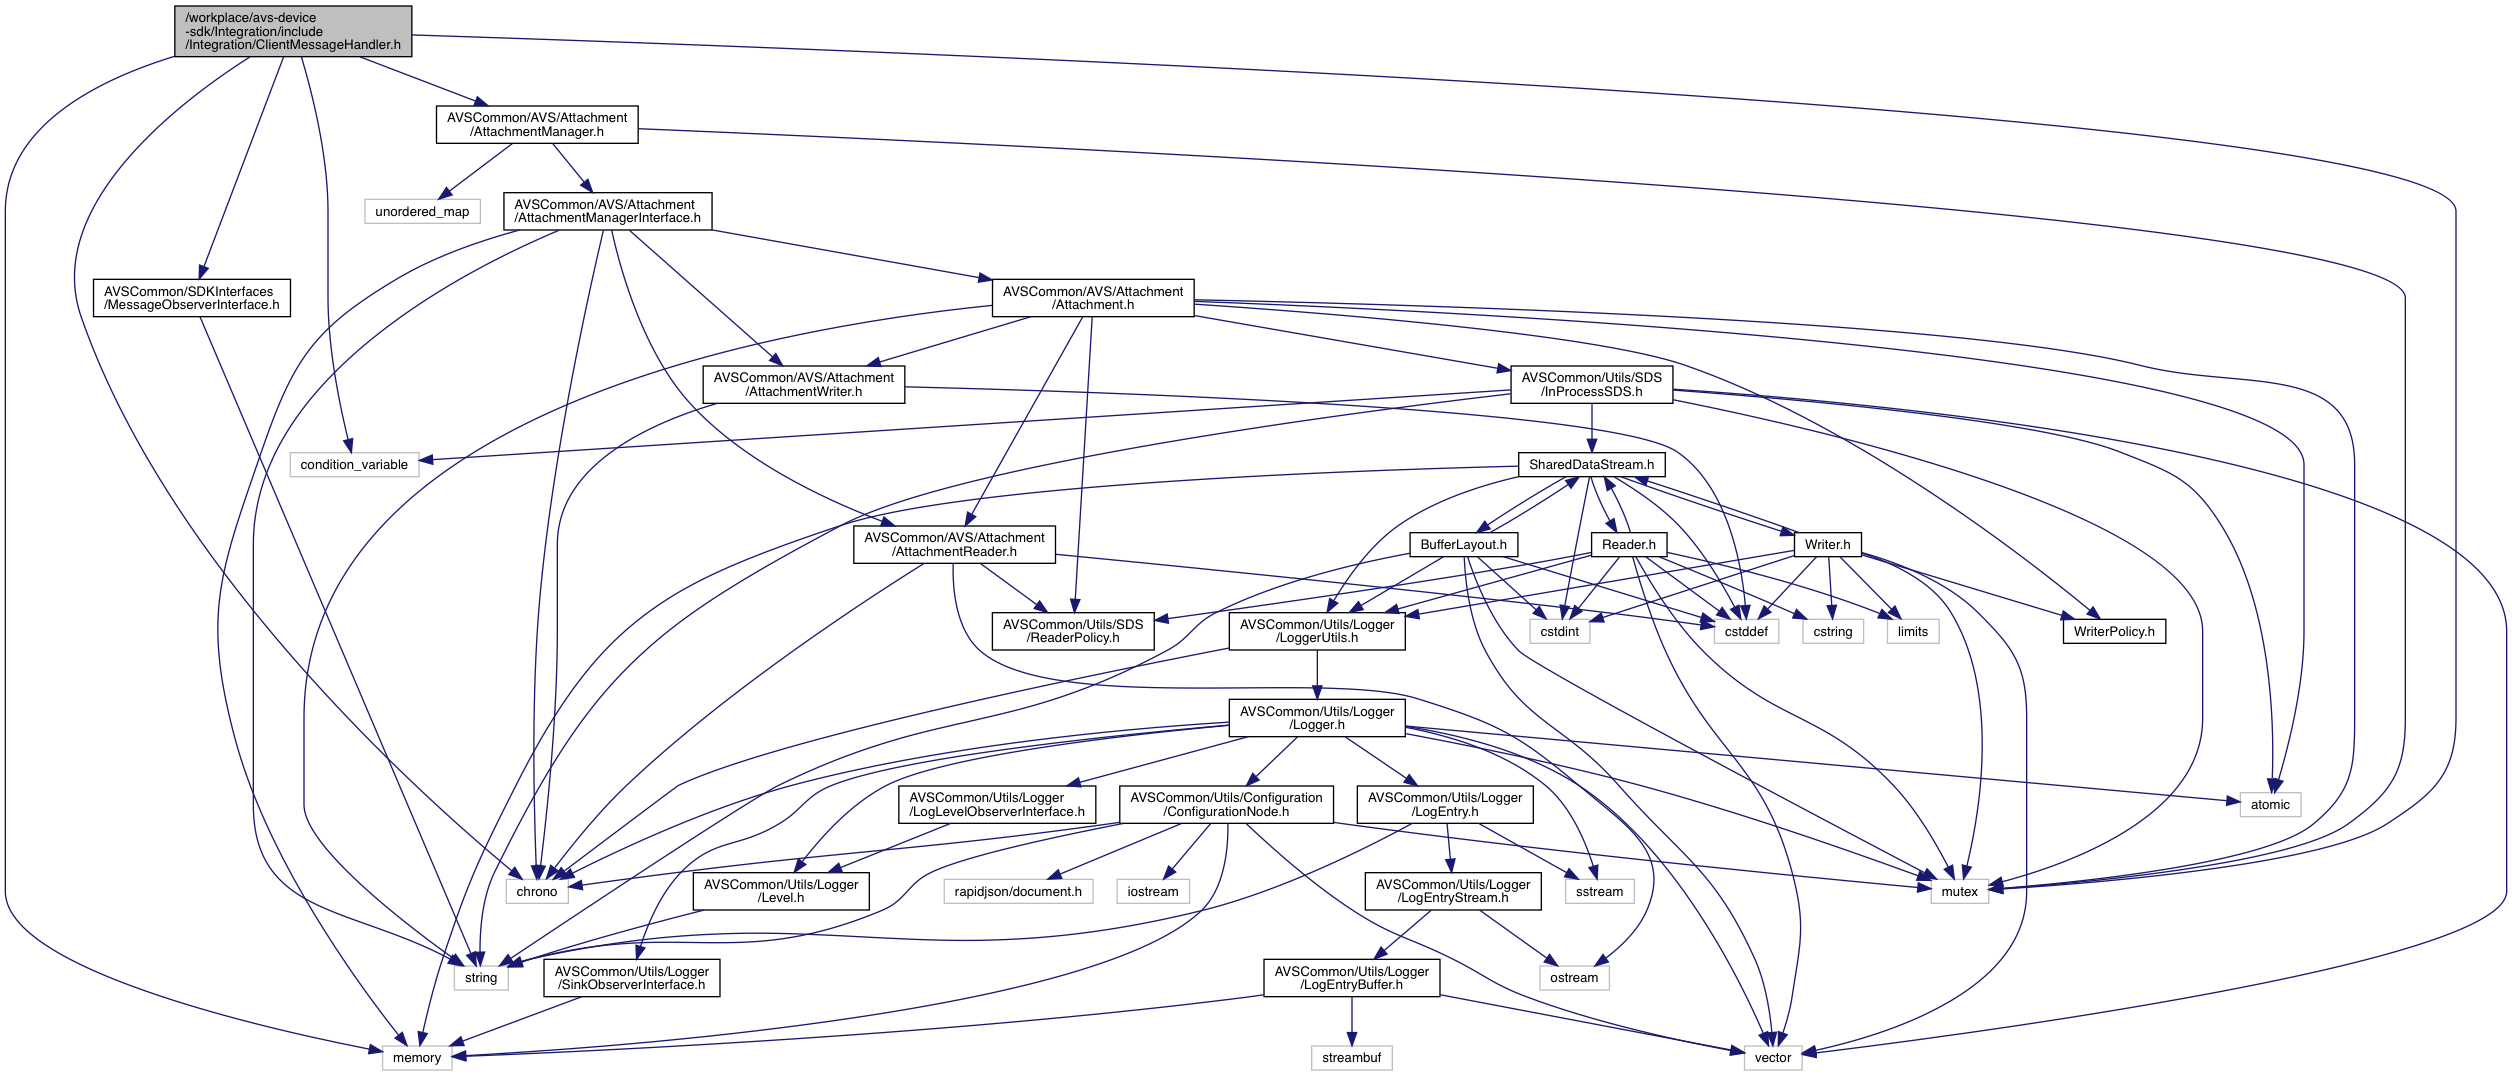 /workplace/avs-device
-sdk/Integration/include
/Integration/ClientMessageHandler.h
AVSCommon/AVS/Attachment
/AttachmentManager.h
unordered_map
AVSCommon/AVS/Attachment
/AttachmentManagerInterface.h
AVSCommon/SDKInterfaces
/MessageObserverInterface.h
AVSCommon/AVS/Attachment
/Attachment.h
AVSCommon/AVS/Attachment
/AttachmentWriter.h
AVSCommon/Utils/SDS
/InProcessSDS.h
condition_variable
SharedDataStream.h
AVSCommon/AVS/Attachment
/AttachmentReader.h
BufferLayout.h
Reader.h
Writer.h
AVSCommon/Utils/SDS
/ReaderPolicy.h
AVSCommon/Utils/Logger
/LoggerUtils.h
cstdint
cstddef
cstring
limits
WriterPolicy.h
AVSCommon/Utils/Logger
/Logger.h
AVSCommon/Utils/Logger
/LogLevelObserverInterface.h
AVSCommon/Utils/Configuration
/ConfigurationNode.h
AVSCommon/Utils/Logger
/LogEntry.h
atomic
chrono
AVSCommon/Utils/Logger
/Level.h
rapidjson/document.h
iostream
AVSCommon/Utils/Logger
/LogEntryStream.h
sstream
mutex
string
AVSCommon/Utils/Logger
/SinkObserverInterface.h
AVSCommon/Utils/Logger
/LogEntryBuffer.h
ostream
memory
streambuf
vector